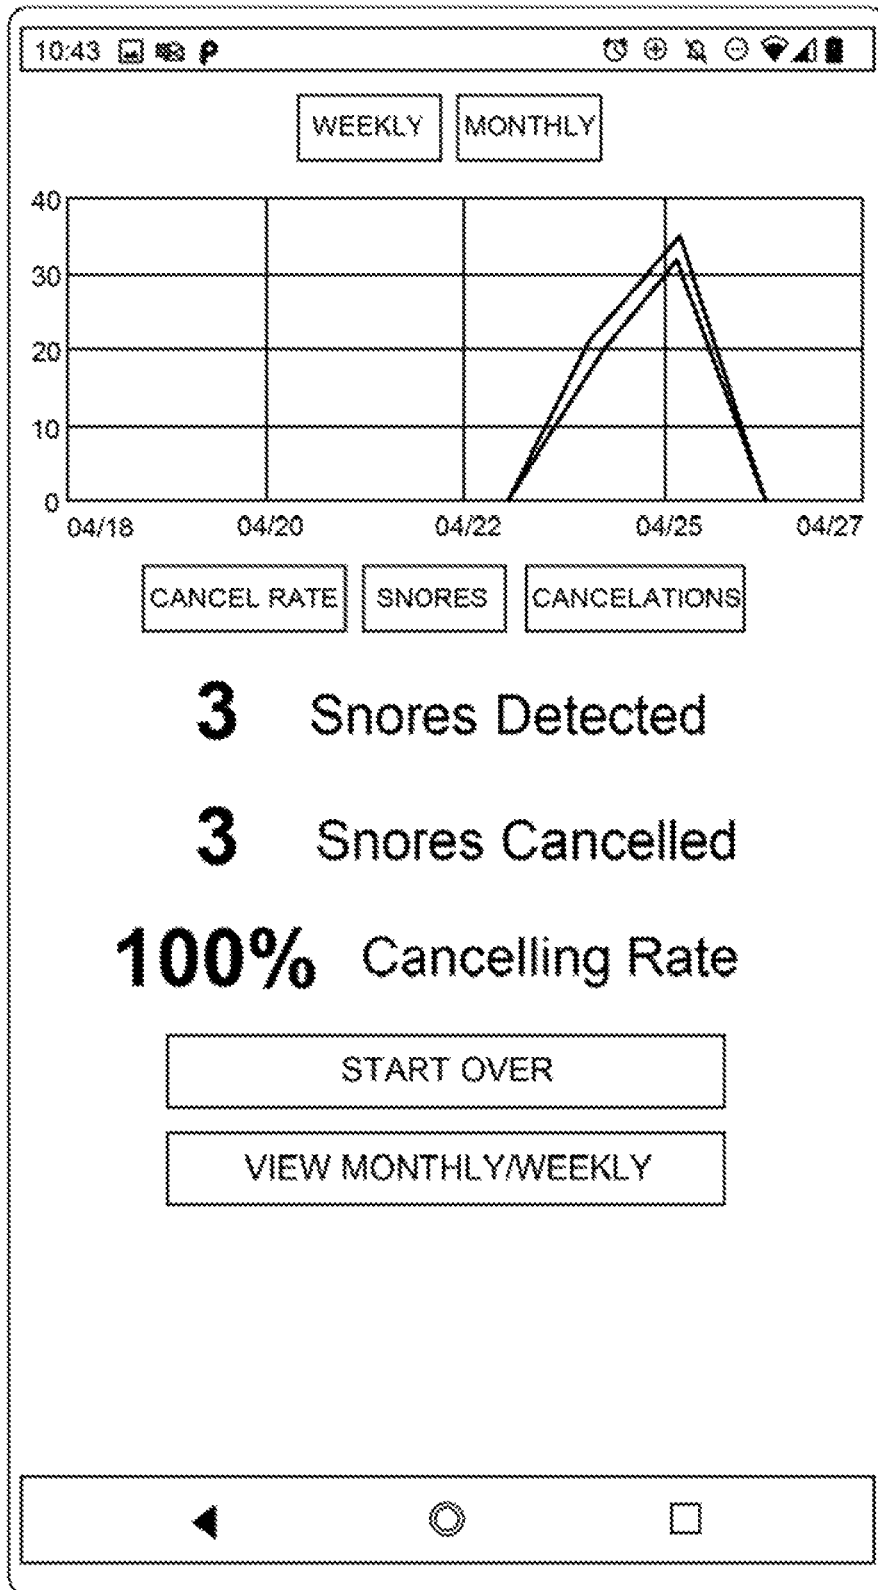 10:43
WEEKLY MONTHLY
40
30
20
10
0
04/18 04/20 04/22 04/25 04/27
CANCEL RATE SNORES CANCELATIONS
3 Snores Detected
3 Snores Cancelled
100% Cancelling Rate
START OVER
VIEW MONTHLY/WEEKLY